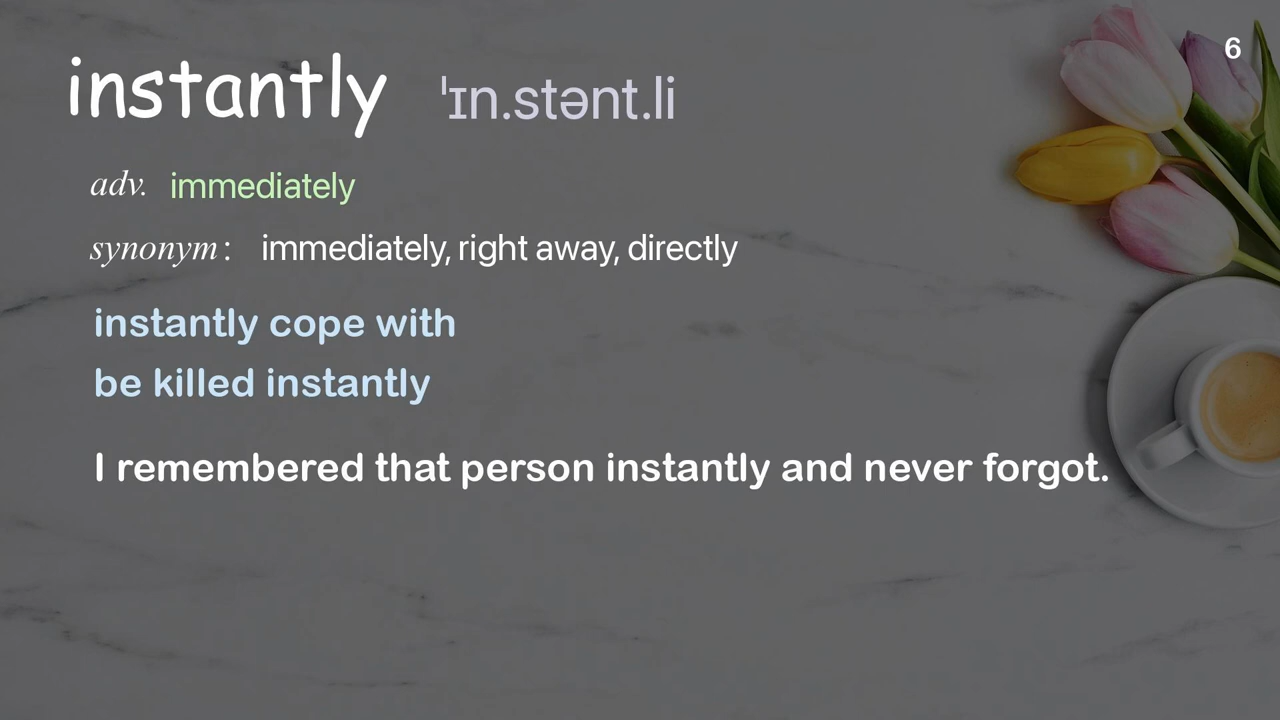 6
instantly ˈɪn.stənt.li
adv. immediately
synonym : immediately, right away, directly
instantly cope with
be killed instantly
I remembered that person instantly and never forgot.